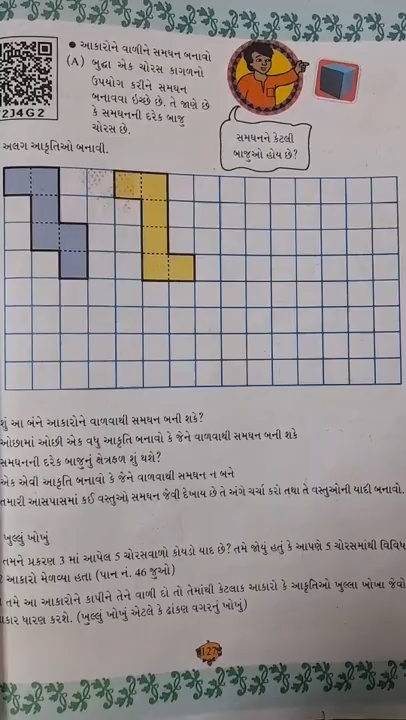 ● આકારોને વાળીને સમઘન બનાવો
(A) બુદ્ધા એક ચોરસ કાગળનો
ઉપયોગ કરીને સમઘન
બનાવવા ઇચ્છે છે. તે જાણે છે
કે સમઘનની દરેક બાજુ
ચોરસ છે.
2J4G2
સમઘનને કેટલી
બાજુઓ હોય છે?
અલગ આકૃતિઓ બનાવી.
શું આ બંને આકારોને વાળવાથી સમઘન બની શકે?
ઓછામાં ઓછી એક વધુ આકૃતિ બનાવો કે જેને વાળવાથી સમઘન બની શકે
સમઘનની દરેક બાજુનું ક્ષેત્રફળ શું થશે?
એક એવી આકૃતિ બનાવો કે જેને વાળવાથી સમઘન ન બને
તમારી આસપાસમાં કઈ વસ્તુઓ સમઘન જેવી દેખાય છે તે અંગે ચર્ચા કરો તથા તે વસ્તુઓની યાદી બનાવો.
ખુલ્લું ખોખું
તમને પ્રકરણ 3 માં આપેલ 5 ચોરસવાળો કોયડો યાદ છે? તમે જોયું હતું કે આપણે 5 ચોરસમાંથી વિવિધ
2 આકારો મેળવ્યા હતા (પાન નં. 46 જુઓ)
તમે આ આકારોને કાપીને તેને વાળી દો તો તેમાંથી કેટલાક આકારો કે આકૃતિઓ ખુલ્લા ખોખા જેવો
આકાર ધારણ કરશે. (ખુલ્લું ખોખું એટલે કે ઢાંકણ વગરનું ખોખું)
127